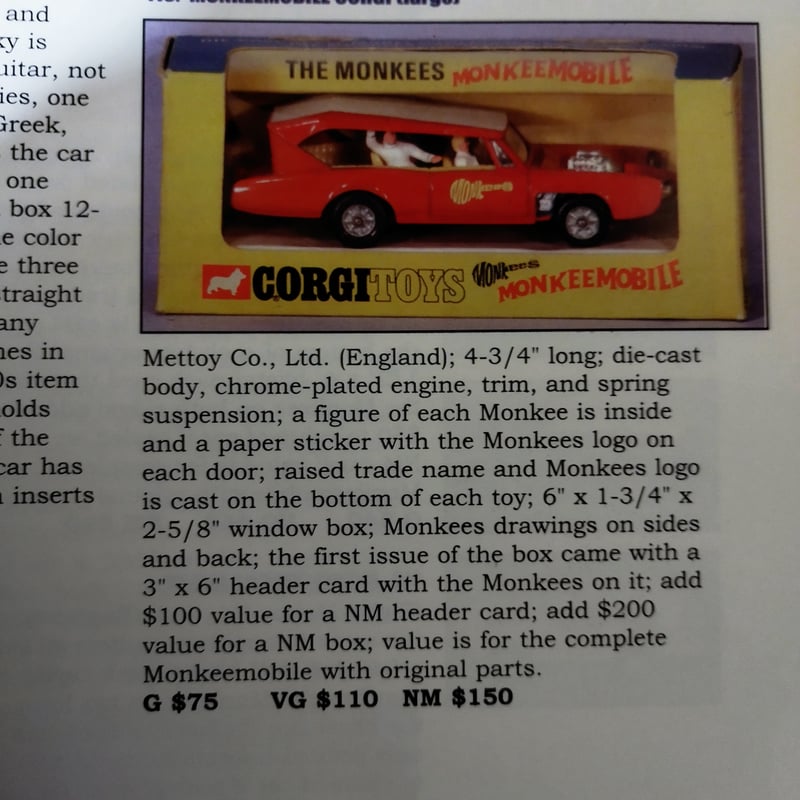 and
ky is
uitar, not
ies, one
Greek,
the car
one
box 12-
e color
e three
straight
any
nes in
0s item
olds
f the
car has
inserts
MONKEEMOBILE
THE MONKEES MONKEEMOBILE
Monkees
CORGI TOYS Monkees MONKEEMOBILE
Mettoy Co., Ltd. (England); 4-3/4" long; die-cast
body, chrome-plated engine, trim, and spring
suspension; a figure of each Monkee is inside
and a paper sticker with the Monkees logo on
each door; raised trade name and Monkees logo
is cast on the bottom of each toy; 6" x 1-3/4" x
2-5/8" window box; Monkees drawings on sides
and back; the first issue of the box came with a
3" x 6" header card with the Monkees on it; add
$100 value for a NM header card; add $200
value for a NM box; value is for the complete
Monkeemobile with original parts.
G $75 VG $110 NM $150